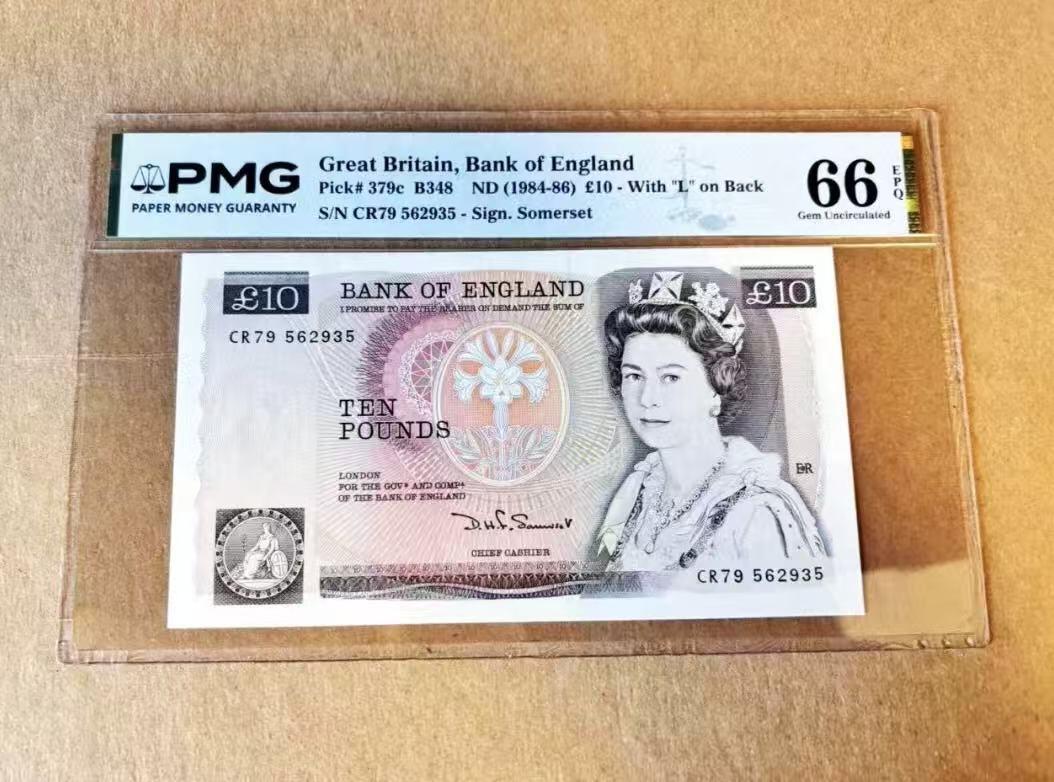 PMG
PAPER MONEY GUARANTY
Great Britain, Bank of England
Pick# 379c B348 ND (1984-86) £10 - With "L" on Back
S/N CR79 562935 - Sign. Somerset
66
EPQ
Gem Uncirculated
£10
BANK OF ENGLAND
I PROMISE TO PAY THE BEARER ON DEMAND THE SUM OF
£10
CR79 562935
TEN
POUNDS
LONDON
FOR THE GOVR AND COMPA
OF THE BANK OF ENGLAND
CHIEF CASHIER
ER
CR79 562935